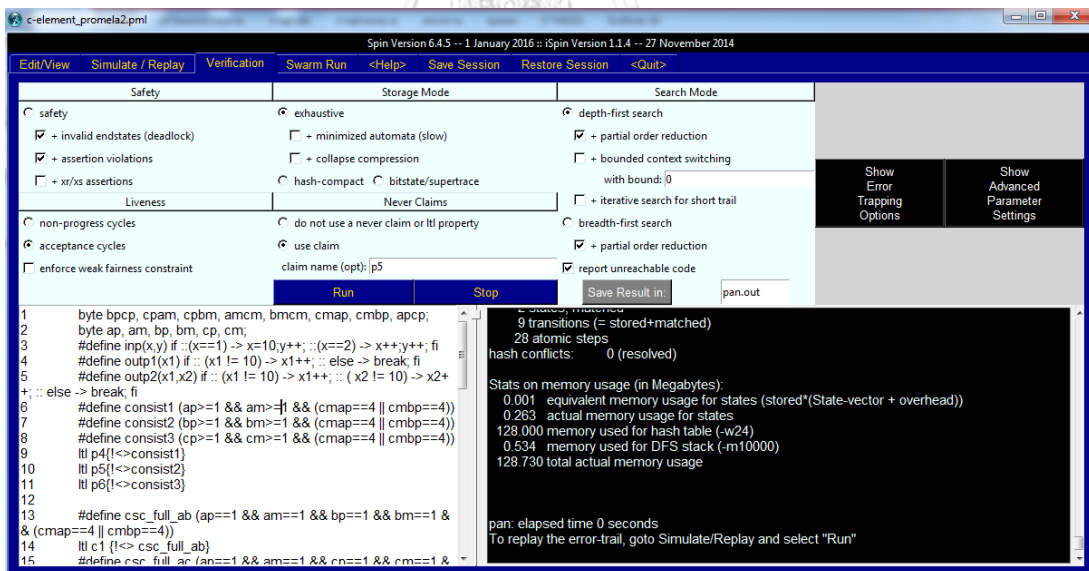 c-element_promela2.pml
Spin Version 6.4.5 -- 1 January 2016 :: iSpin Version 1.1.4 -- 27 November 2014
Edit/View Simulate / Replay Verification Swarm Run <Help> Save Session Restore Session <Quit>
Safety Storage Mode Search Mode
safety exhaustive depth-first search
+ invalid endstates (deadlock) + minimized automata (slow) + partial order reduction
+ assertion violations + collapse compression + bounded context switching
+ xr/xs assertions hash-compact bitstate/supertrace with bound: 0
Liveness Never Claims + iterative search for short trail
non-progress cycles do not use a never claim or ltl property breadth-first search
acceptance cycles use claim + partial order reduction
enforce weak fairness constraint claim name (opt): p5 report unreachable code
Run Stop Save Result in: pan.out
Show
Error
Trapping
Options
Show
Advanced
Parameter
Settings
1 byte bpcp, cpam, cpbm, amcm, bmcm, cmap, cmbp, apcp;
2 byte ap, am, bp, bm, cp, cm;
3 #define inp(x,y) if ::(x==1) -> x=10;y++; ::(x==2) -> x++;y++; fi
4 #define outp1(x1) if :: (x1 != 10) -> x1++; :: else -> break; fi
5 #define outp2(x1,x2) if :: (x1 != 10) -> x1++; :: ( x2 != 10) -> x2+
+; :: else -> break; fi
6 #define consist1 (ap>=1 && am>=1 && (cmap==4 || cmbp==4))
7 #define consist2 (bp>=1 && bm>=1 && (cmap==4 || cmbp==4))
8 #define consist3 (cp>=1 && cm>=1 && (cmap==4 || cmbp==4))
9 ltl p4{!<>consist1}
10 ltl p5{!<>consist2}
11 ltl p6{!<>consist3}
12
13 #define csc_full_ab (ap==1 && am==1 && bp==1 && bm==1 &
& (cmap==4 || cmbp==4))
14 ltl c1 {!<> csc_full_ab}
15 #define csc_full_ac (ap==1 && am==1 && cp==1 && cm==1 &
2 states, matched
9 transitions (= stored+matched)
28 atomic steps
hash conflicts: 0 (resolved)
Stats on memory usage (in Megabytes):
0.001 equivalent memory usage for states (stored*(State-vector + overhead))
0.263 actual memory usage for states
128.000 memory used for hash table (-w24)
0.534 memory used for DFS stack (-m10000)
128.730 total actual memory usage
pan: elapsed time 0 seconds
To replay the error-trail, goto Simulate/Replay and select "Run"